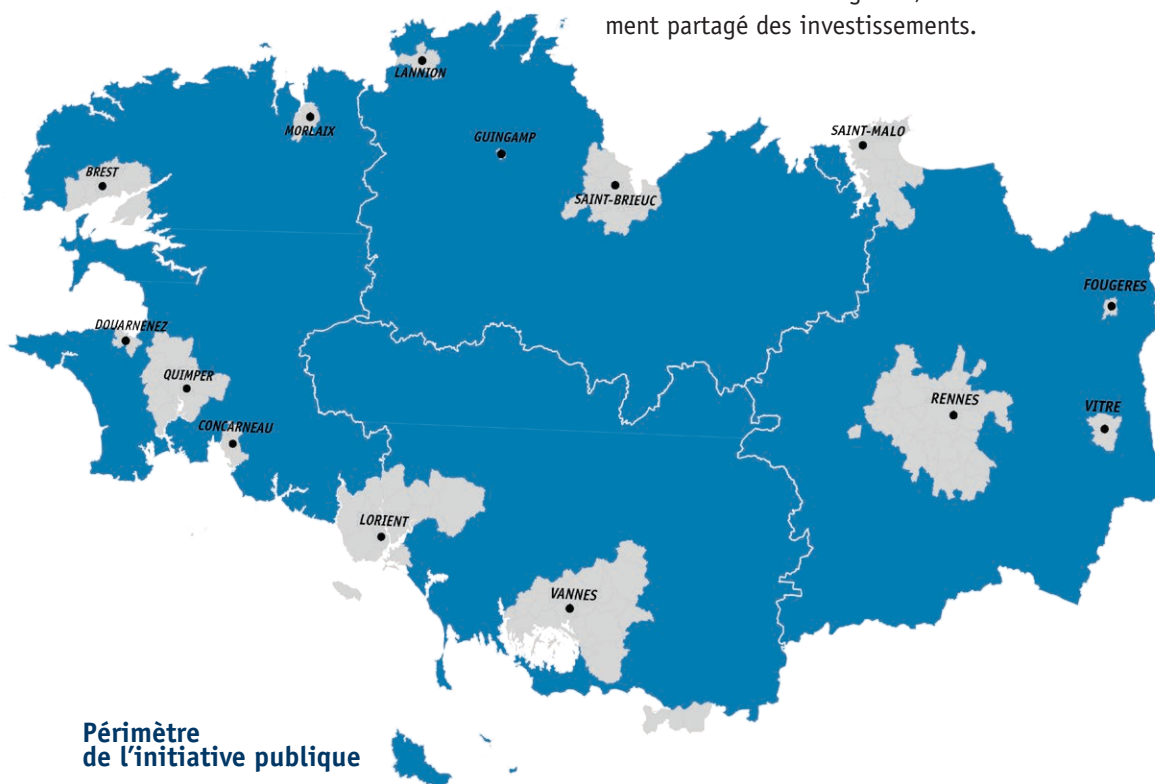 ment partagé des investissements.
LANNION
MORLAIX
GUINGAMP
SAINT-MALO
BREST
SAINT-BRIEUC
FOUGERES
DOUARNENEZ
QUIMPER
RENNES
VITRE
CONCARNEAU
LORIENT
VANNES
Périmètre
de l'initiative publique